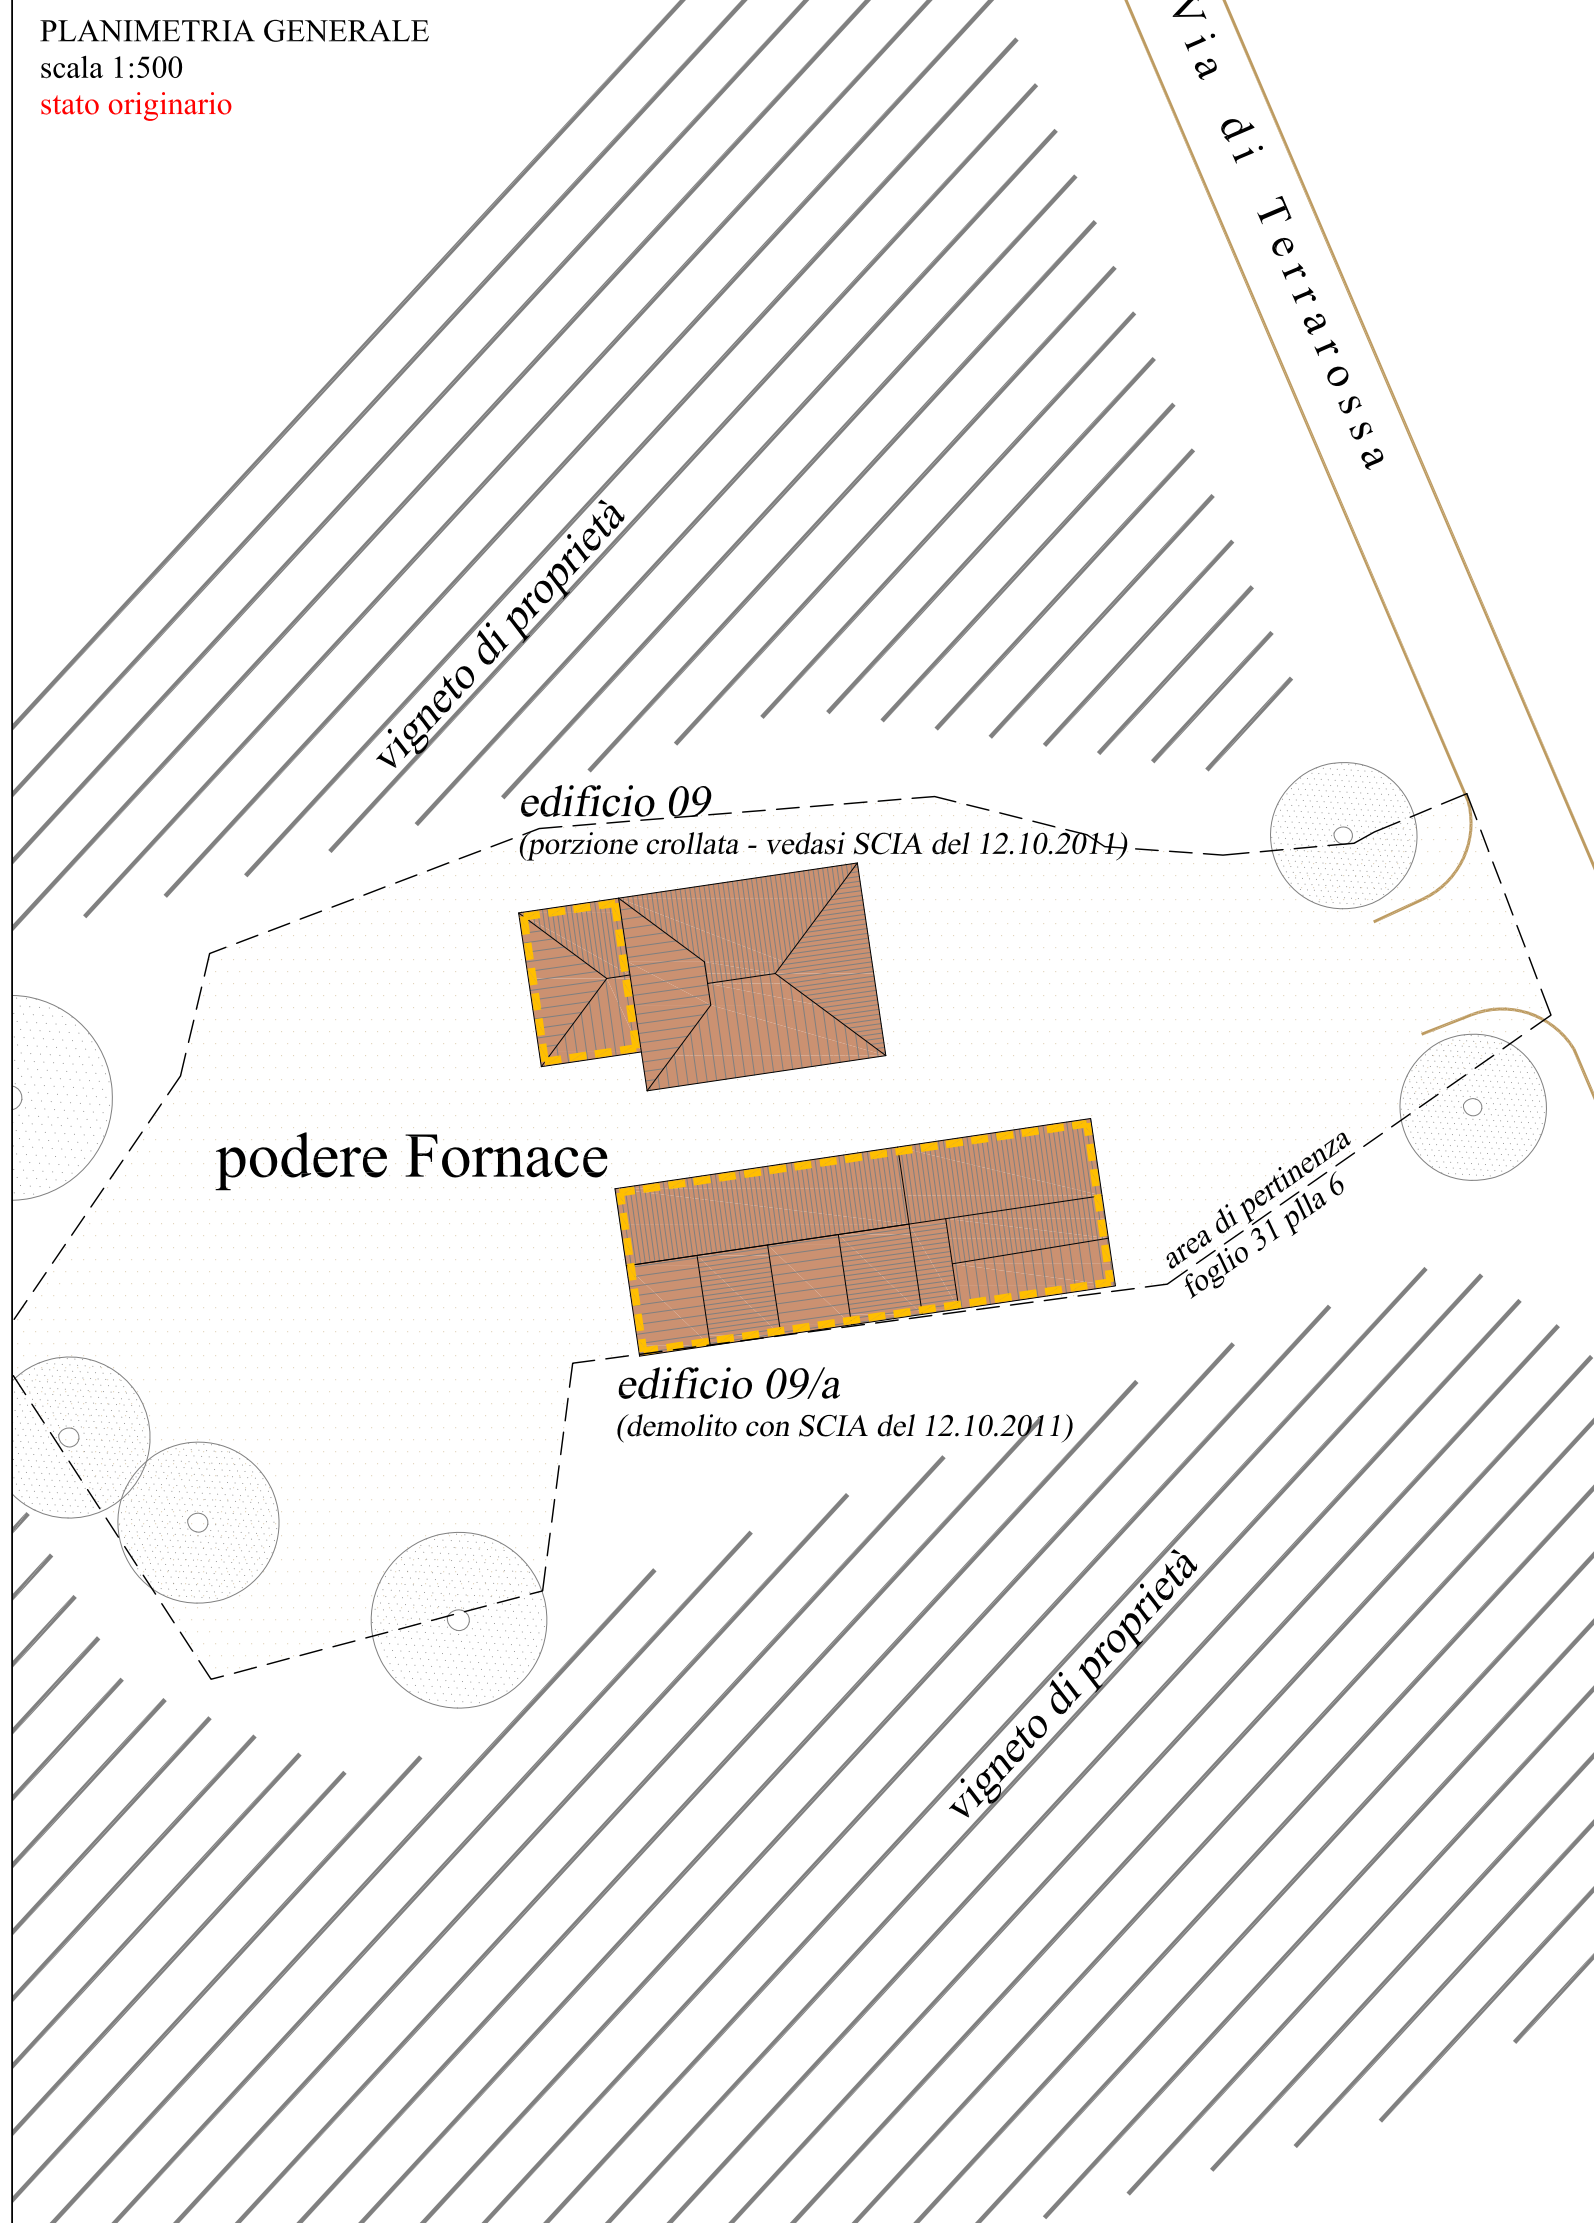 PLANIMETRIA GENERALE
scala 1:500
stato originario
Via di Terrarossa
vigneto di proprietà
edificio 09
(porzione crollata - vedasi SCIA del 12.10.2011)
podere Fornace
area di pertinenza
foglio 31 plla 6
edificio 09/a
(demolito con SCIA del 12.10.2011)
vigneto di proprietà